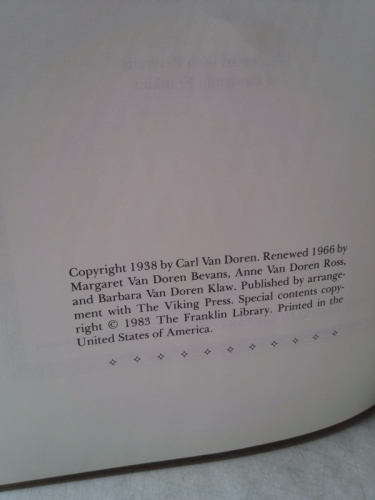 Copyright 1938 by Carl Van Doren. Renewed 1966 by
Margaret Van Doren Bevans, Anne Van Doren Ross,
and Barbara Van Doren Klaw. Published by arrange-
ment with The Viking Press. Special contents copy-
right © 1983 The Franklin Library. Printed in the
United States of America.